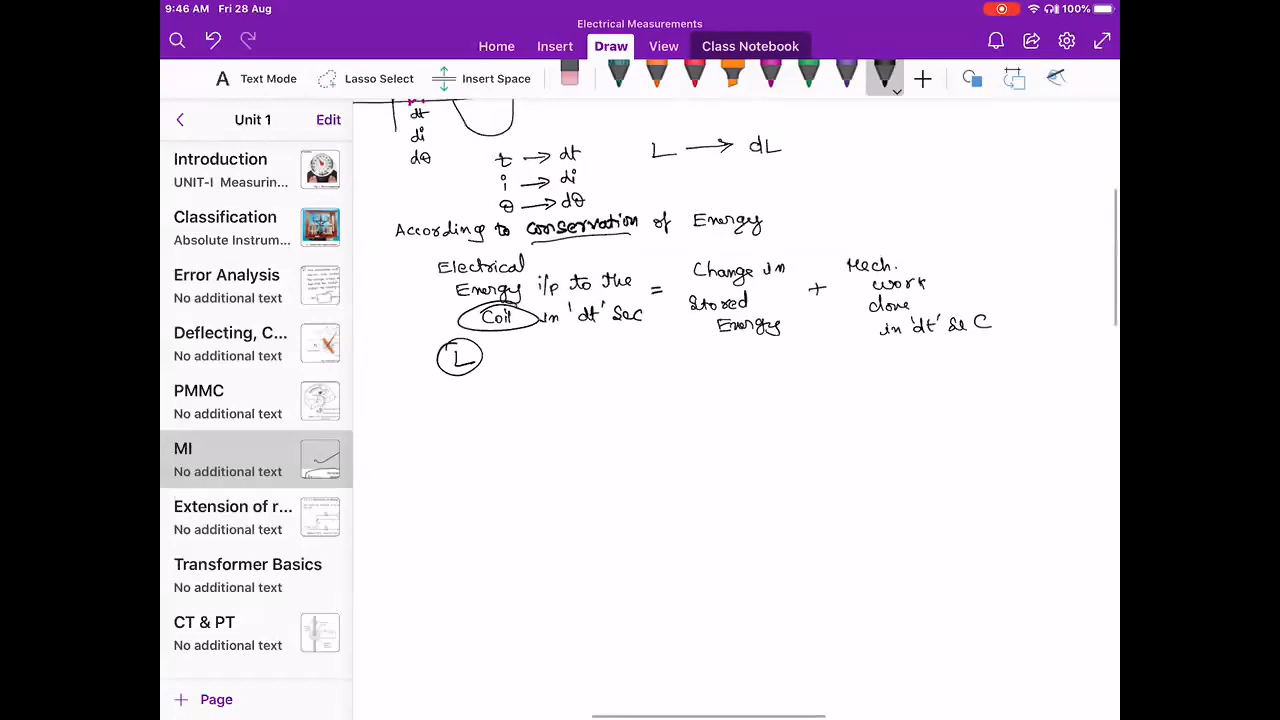 9:46 AM Fri 28 Aug
100%
Electrical Measurements
Home Insert Draw View Class Notebook
A Text Mode Lasso Select Insert Space
Unit 1 Edit
Introduction
UNIT-I Measurin...
Classification
Absolute Instrum...
Error Analysis
No additional text
Deflecting, C...
No additional text
PMMC
No additional text
MI
No additional text
Extension of r...
No additional text
Transformer Basics
No additional text
CT & PT
No additional text
+ Page
dt
di
dθ
t → dt
i → di
θ → dθ
L → dL
According to conservation of Energy
Electrical
Energy i/p to the
Coil in 'dt' Sec
=
Change in
Stored
Energy
+
Mech.
work
done
in 'dt' Sec
L